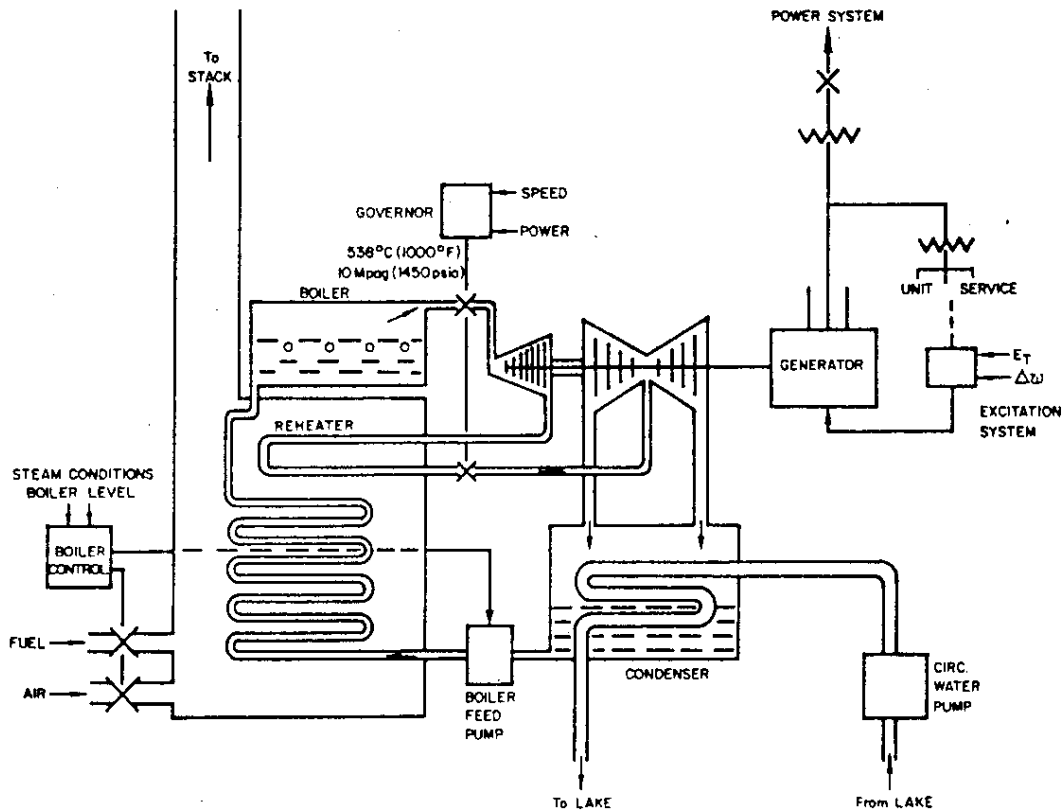 POWER SYSTEM
To
STACK
GOVERNOR
SPEED
POWER
538°C (1000°F)
10 Mpag (1450 psia)
BOILER
UNIT SERVICE
GENERATOR
E_T
Δω
EXCITATION
SYSTEM
REHEATER
STEAM CONDITIONS
BOILER LEVEL
BOILER
CONTROL
FUEL
AIR
BOILER
FEED
PUMP
CONDENSER
CIRC.
WATER
PUMP
To LAKE
From LAKE